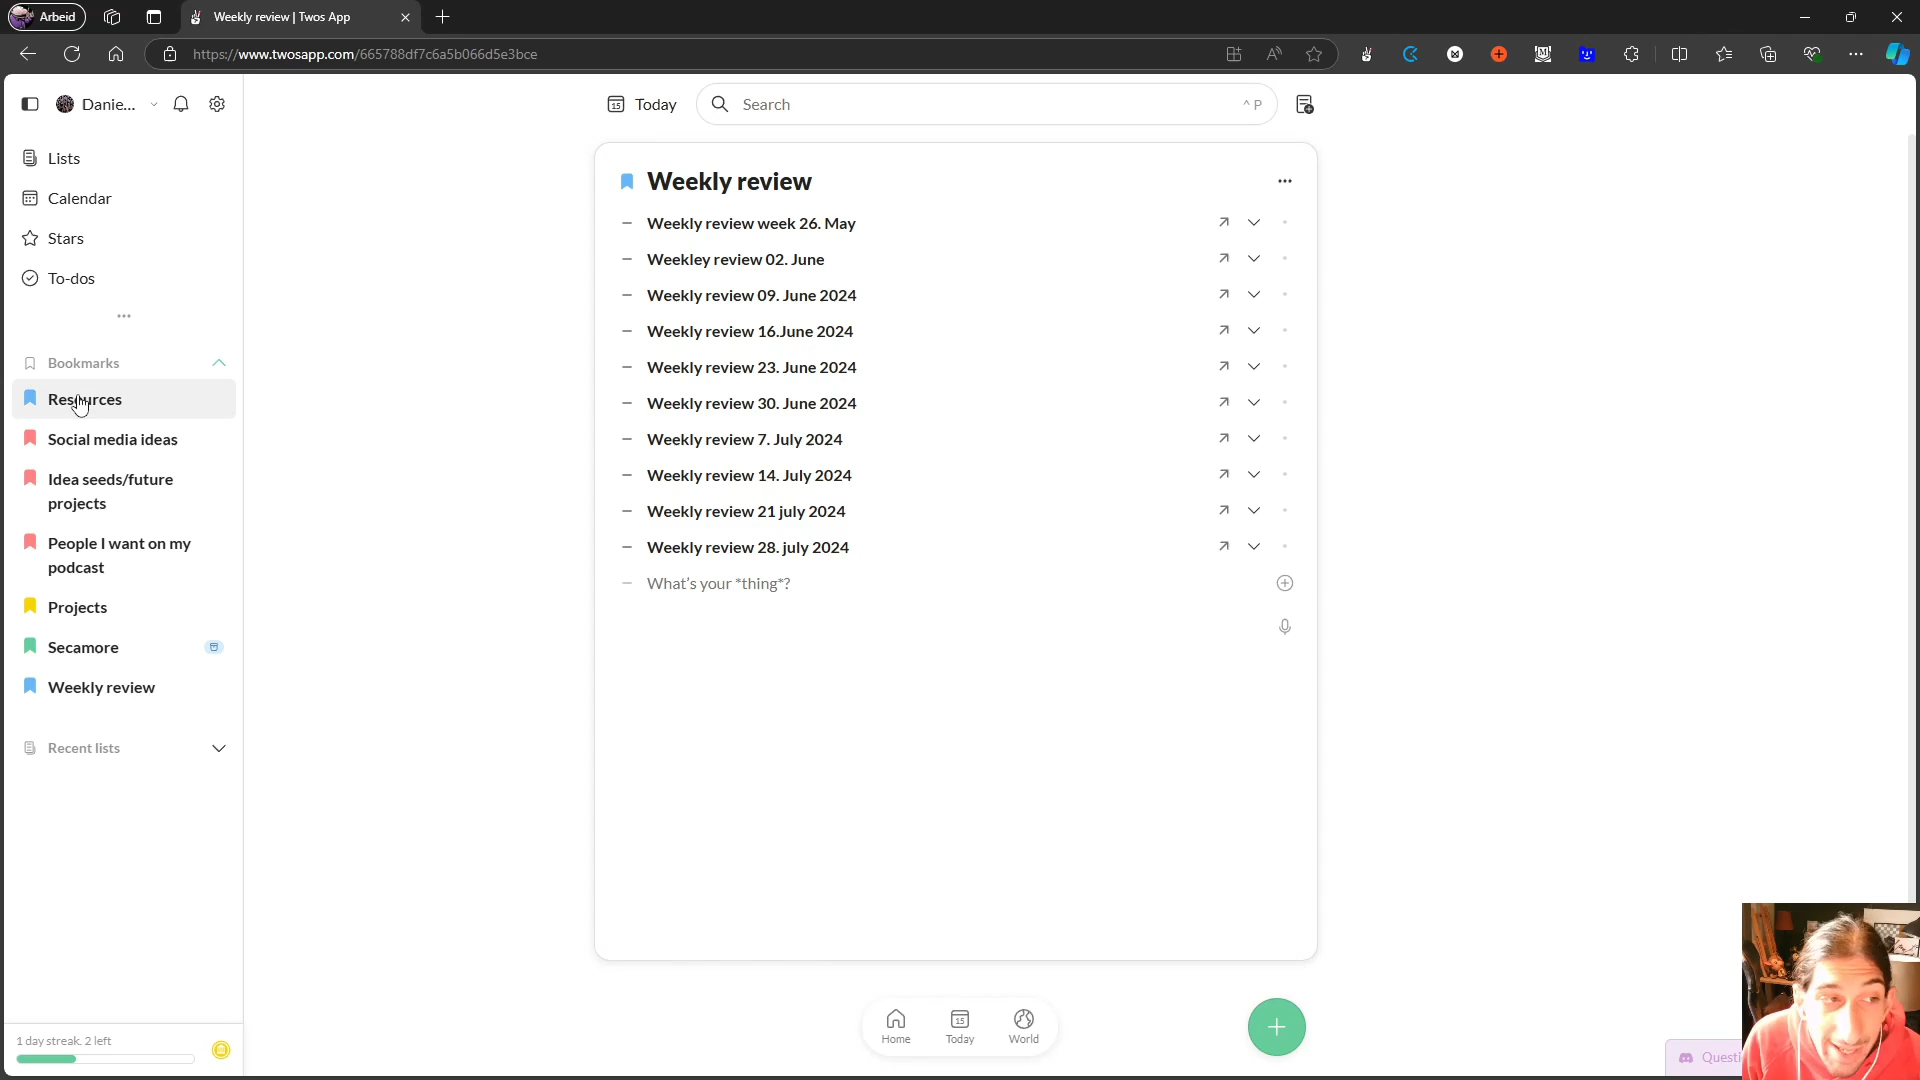 Arbeid
Weekly review | Twos App
https://www.twosapp.com/665788df7c6a5b066d5e3bce
Danie...
Today
Search
^ P
Lists
Calendar
Stars
To-dos
Bookmarks
Resources
Social media ideas
Idea seeds/future
projects
People I want on my
podcast
Projects
Secamore
Weekly review
Recent lists
1 day streak. 2 left
Weekly review
Weekly review week 26. May
Weekley review 02. June
Weekly review 09. June 2024
Weekly review 16.June 2024
Weekly review 23. June 2024
Weekly review 30. June 2024
Weekly review 7. July 2024
Weekly review 14. July 2024
Weekly review 21 july 2024
Weekly review 28. july 2024
What's your *thing*?
Home
15
Today
World
Questi